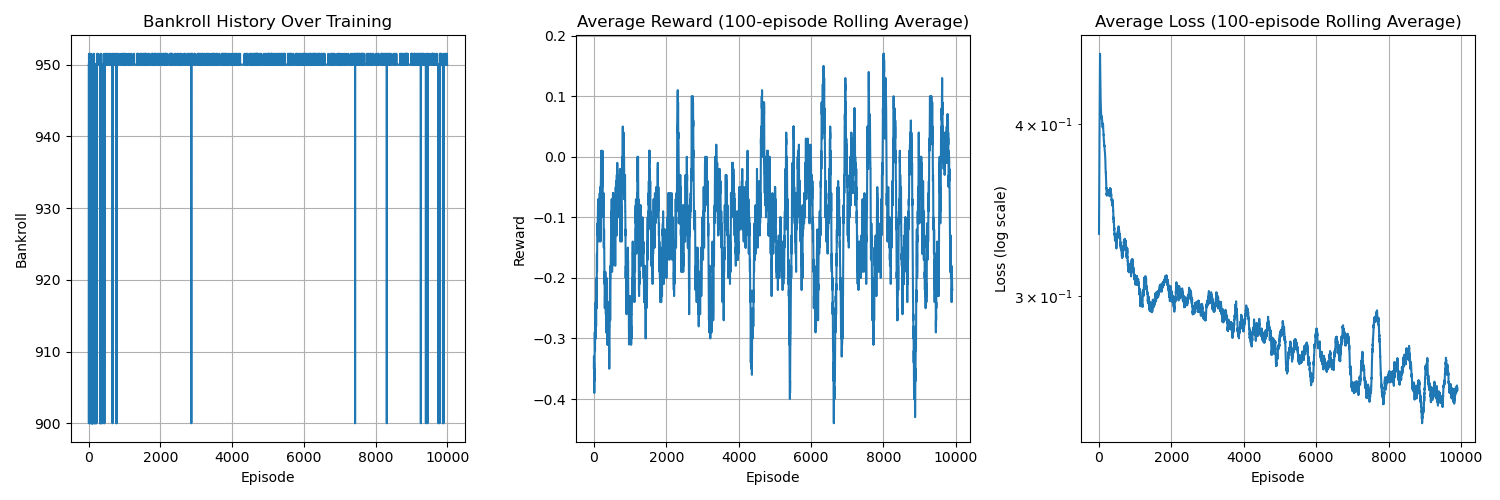 Bankroll History Over Training
950
940
930
920
910
900
Bankroll
0 2000 4000 6000 8000 10000
Episode
Average Reward (100-episode Rolling Average)
0.2
0.1
0.0
−0.1
−0.2
−0.3
−0.4
Reward
0 2000 4000 6000 8000 10000
Episode
Average Loss (100-episode Rolling Average)
4 × 10⁻¹
3 × 10⁻¹
Loss (log scale)
0 2000 4000 6000 8000 10000
Episode